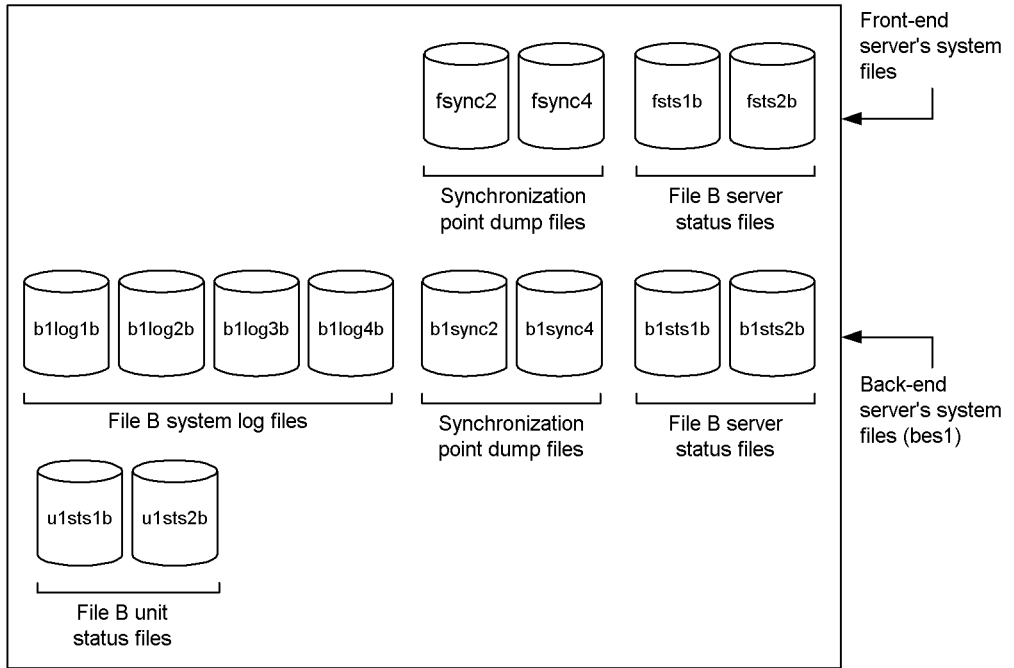 Front-end
server's system
files
fsync2
fsync4
fsts1b
fsts2b
Synchronization
point dump files
File B server
status files
b1log1b
b1log2b
b1log3b
b1log4b
b1sync2
b1sync4
b1sts1b
b1sts2b
File B system log files
Synchronization
point dump files
File B server
status files
Back-end
server's system
files (bes1)
u1sts1b
u1sts2b
File B unit
status files